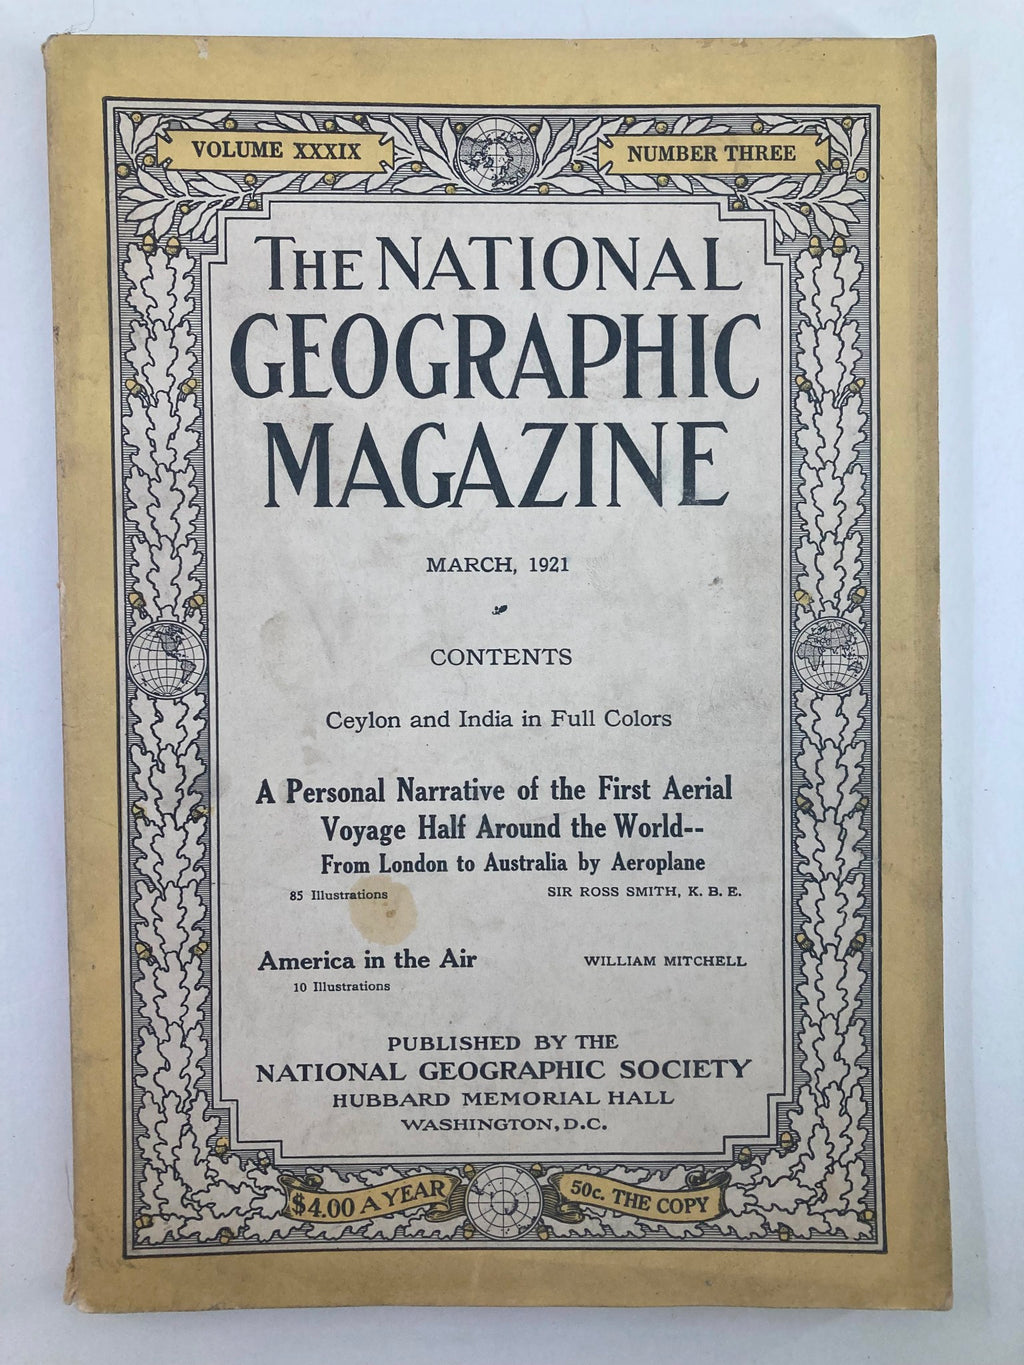 VOLUME XXXIX
NUMBER THREE
THE NATIONAL
GEOGRAPHIC
MAGAZINE
MARCH, 1921
CONTENTS
Ceylon and India in Full Colors
A Personal Narrative of the First Aerial
Voyage Half Around the World--
From London to Australia by Aeroplane
85 Illustrations SIR ROSS SMITH, K. B. E.
America in the Air WILLIAM MITCHELL
10 Illustrations
PUBLISHED BY THE
NATIONAL GEOGRAPHIC SOCIETY
HUBBARD MEMORIAL HALL
WASHINGTON, D.C.
$4.00 A YEAR
50c. THE COPY